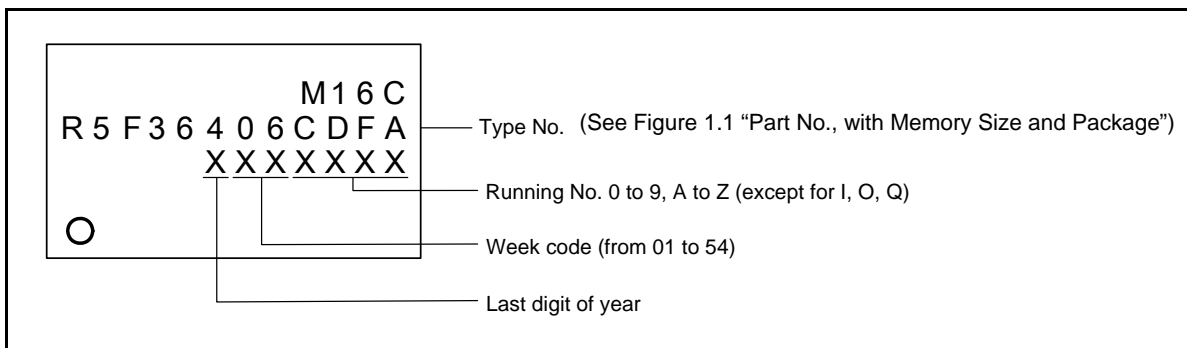 M16C
R5F36406CDFA
Type No. (See Figure 1.1 “Part No., with Memory Size and Package”)
XXXXXXX
Running No. 0 to 9, A to Z (except for I, O, Q)
Week code (from 01 to 54)
Last digit of year